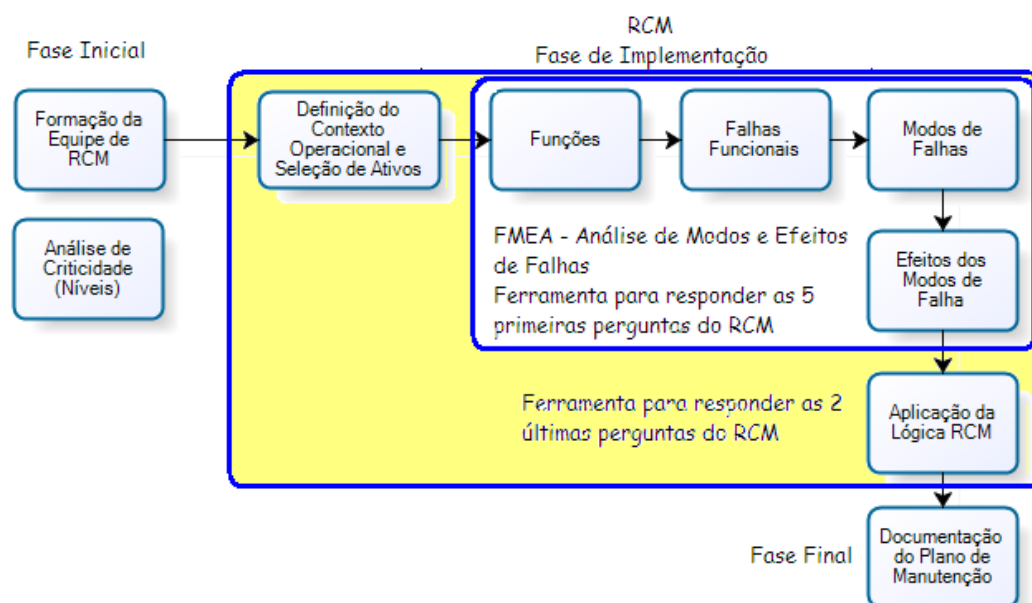 RCM
Fase de Implementação
Fase Inicial
Formação da
Equipe de
RCM
Definição do
Contexto
Operacional e
Seleção de Ativos
Funções
Falhas
Funcionais
Modos de
Falhas
Análise de
Criticidade
(Níveis)
FMEA - Análise de Modos e Efeitos
de Falhas
Ferramenta para responder as 5
primeiras perguntas do RCM
Efeitos dos
Modos de
Falha
Ferramenta para responder as 2
últimas perguntas do RCM
Aplicação da
Lógica RCM
Fase Final
Documentação
do Plano de
Manutenção